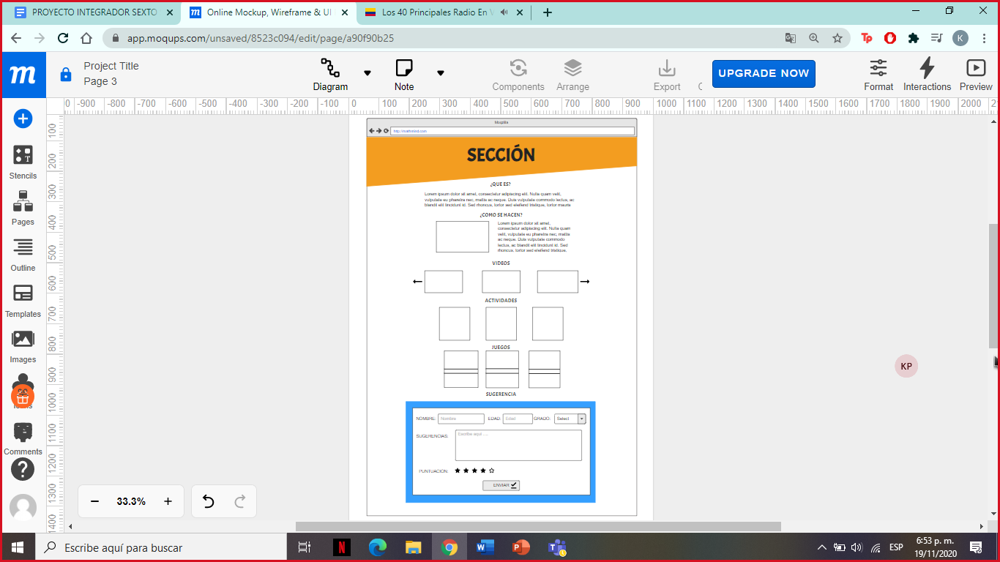 PROYECTO INTEGRADOR SEXTO
Online Mockup, Wireframe & UI
Los 40 Principales Radio En V
app.moqups.com/unsaved/8523c094/edit/page/a90f90b25
K
Project Title
Page 3
Diagram
Note
Components
Arrange
Export
UPGRADE NOW
Format
Interactions
Preview
0 -900 -800 -700 -600 -500 -400 -300 -200 -100 0 100 200 300 400 500 600 700 800 900 1000 1100 1200 1300 1400 1500 1600 1700 1800 1900 2000 2
100
200
300
400
500
600
700
800
900
1000
1100
1200
1300
1400
Stencils
Pages
Outline
Templates
Images
Comments
Moqzilla
http://mathmind.com
SECCIÓN
¿QUE ES?
Lorem ipsum dolor sit amet, consectetur adipiscing elit. Nulla quam velit,
vulputate eu pharetra nec, mattis ac neque. Duis vulputate commodo lectus, ac
blandit elit tincidunt id. Sed rhoncus, tortor sed eleifend tristique, tortor mauris
¿COMO SE HACEN?
Lorem ipsum dolor sit amet,
consectetur adipiscing elit. Nulla quam
velit, vulputate eu pharetra nec, mattis
ac neque. Duis vulputate commodo
lectus, ac blandit elit tincidunt id. Sed
rhoncus, tortor sed eleifend tristique,
VIDEOS
ACTIVIDADES
JUEGOS
SUGERENCIA
NOMBRE: Nombre EDAD: Edad GRADO: Select
SUGERENCIAS: Escribe aqui .....
PUNTUACION:
ENVIAR
KP
33.3%
Escribe aquí para buscar
ESP
6:53 p. m.
19/11/2020